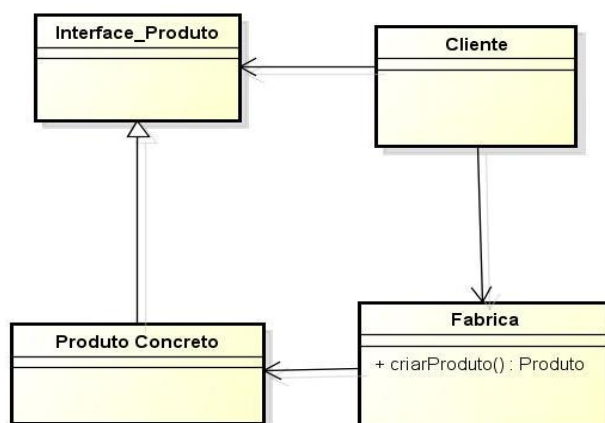 Interface_Produto
Cliente
Produto Concreto
Fabrica
+ criarProduto() : Produto